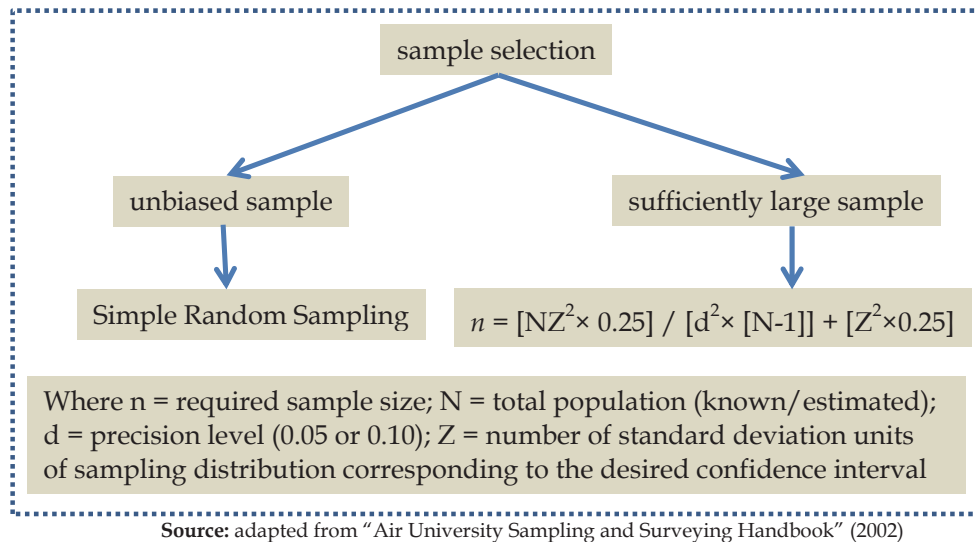 sample selection
unbiased sample
sufficiently large sample
Simple Random Sampling
n = [NZ²× 0.25] / [d²× [N-1]] + [Z²×0.25]
Where n = required sample size; N = total population (known/estimated);
d = precision level (0.05 or 0.10); Z = number of standard deviation units
of sampling distribution corresponding to the desired confidence interval
Source: adapted from “Air University Sampling and Surveying Handbook” (2002)